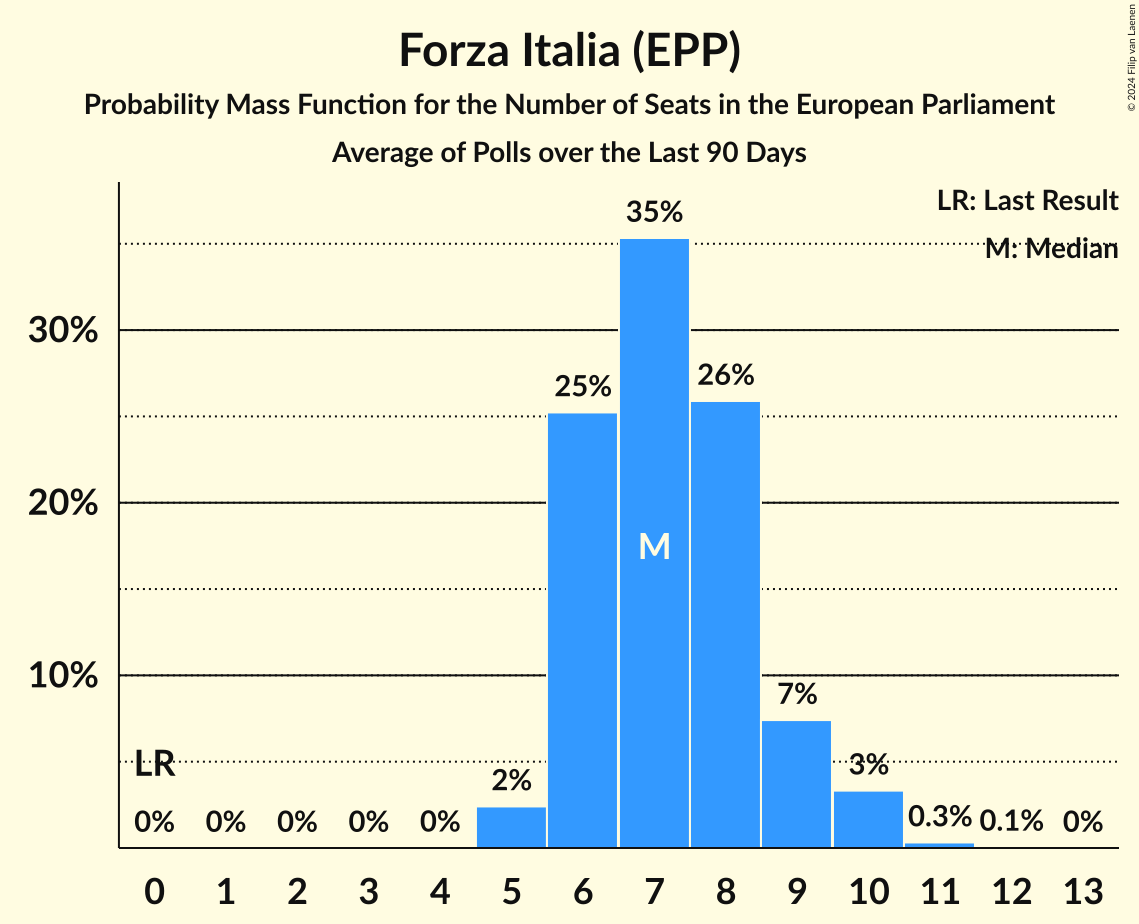 Forza Italia (EPP)
Probability Mass Function for the Number of Seats in the European Parliament
Average of Polls over the Last 90 Days
© 2024 Filip van Laenen
LR: Last Result
M: Median
35%
30%
25%
26%
20%
M
10%
7%
LR
2%
3%
0%
0%
0%
0%
0%
0.3%
0.1%
0%
0 1 2 3 4 5 6 7 8 9 10 11 12 13